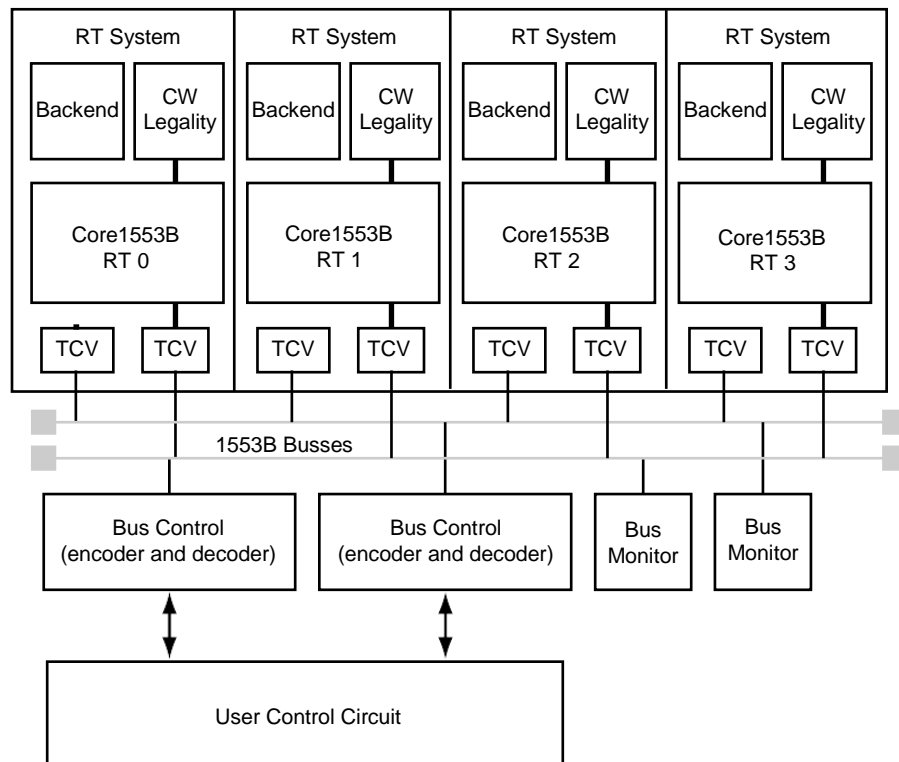 RT System
RT System
RT System
RT System
Backend
CW
Legality
Backend
CW
Legality
Backend
CW
Legality
Backend
CW
Legality
Core1553B
RT 0
Core1553B
RT 1
Core1553B
RT 2
Core1553B
RT 3
TCV
TCV
TCV
TCV
TCV
TCV
TCV
TCV
1553B Busses
Bus Control
(encoder and decoder)
Bus Control
(encoder and decoder)
Bus
Monitor
Bus
Monitor
User Control Circuit